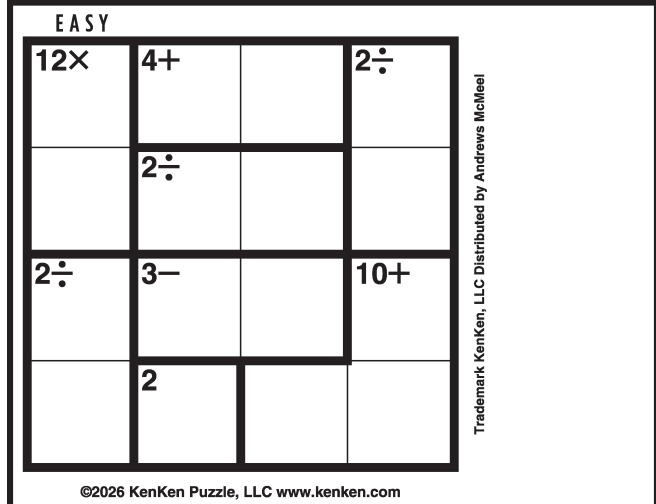 EASY
12× 4+ 2÷
2÷
2÷ 3− 10+
2
©2026 KenKen Puzzle, LLC www.kenken.com
Trademark KenKen, LLC Distributed by Andrews McMeel